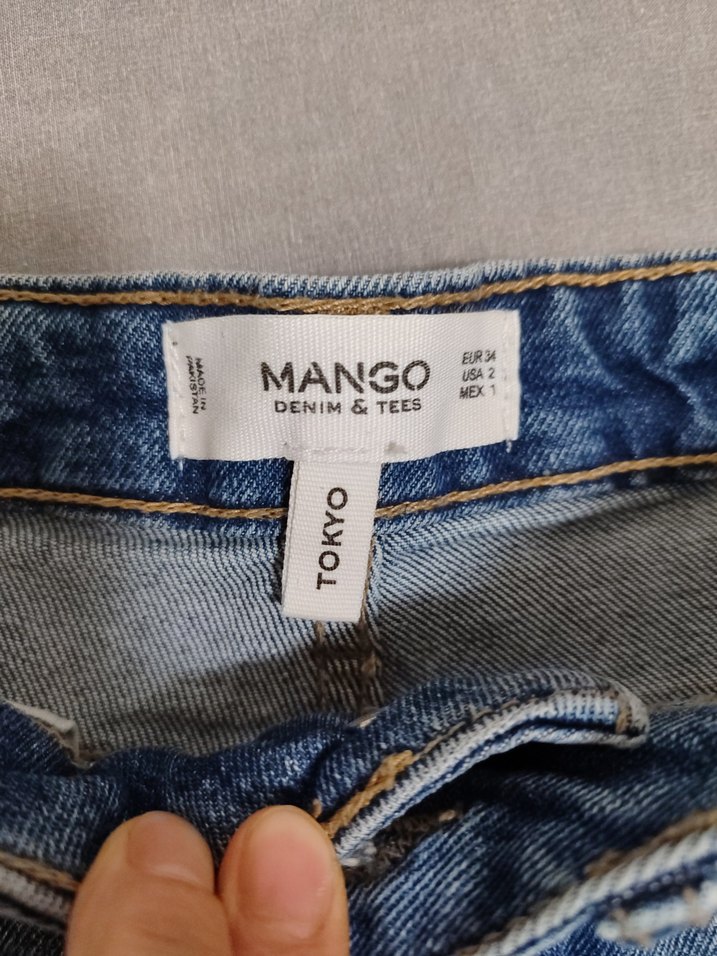 MADE IN
PAKISTAN
MANGO
DENIM & TEES
EUR 34
USA 2
MEX 1
TOKYO